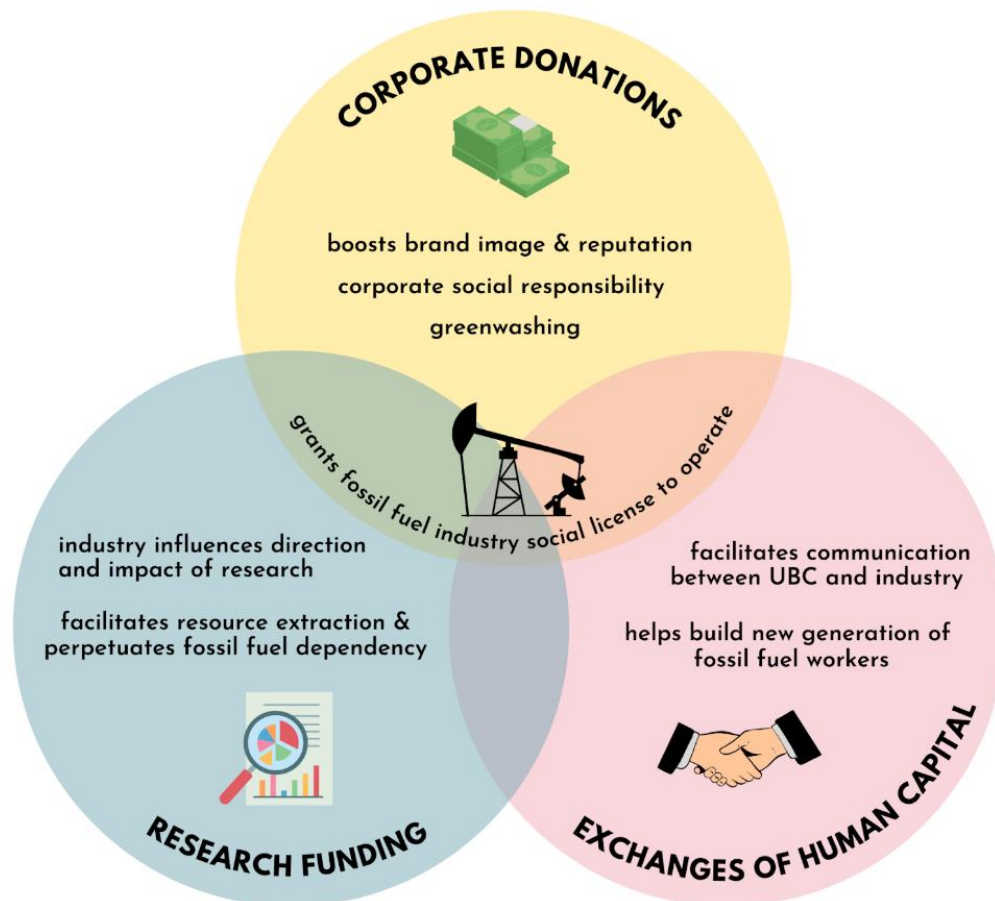 CORPORATE DONATIONS
boosts brand image & reputation
corporate social responsibility
greenwashing
grants fossil fuel industry social license to operate
industry influences direction
and impact of research
facilitates resource extraction &
perpetuates fossil fuel dependency
RESEARCH FUNDING
facilitates communication
between UBC and industry
helps build new generation of
fossil fuel workers
EXCHANGES OF HUMAN CAPITAL